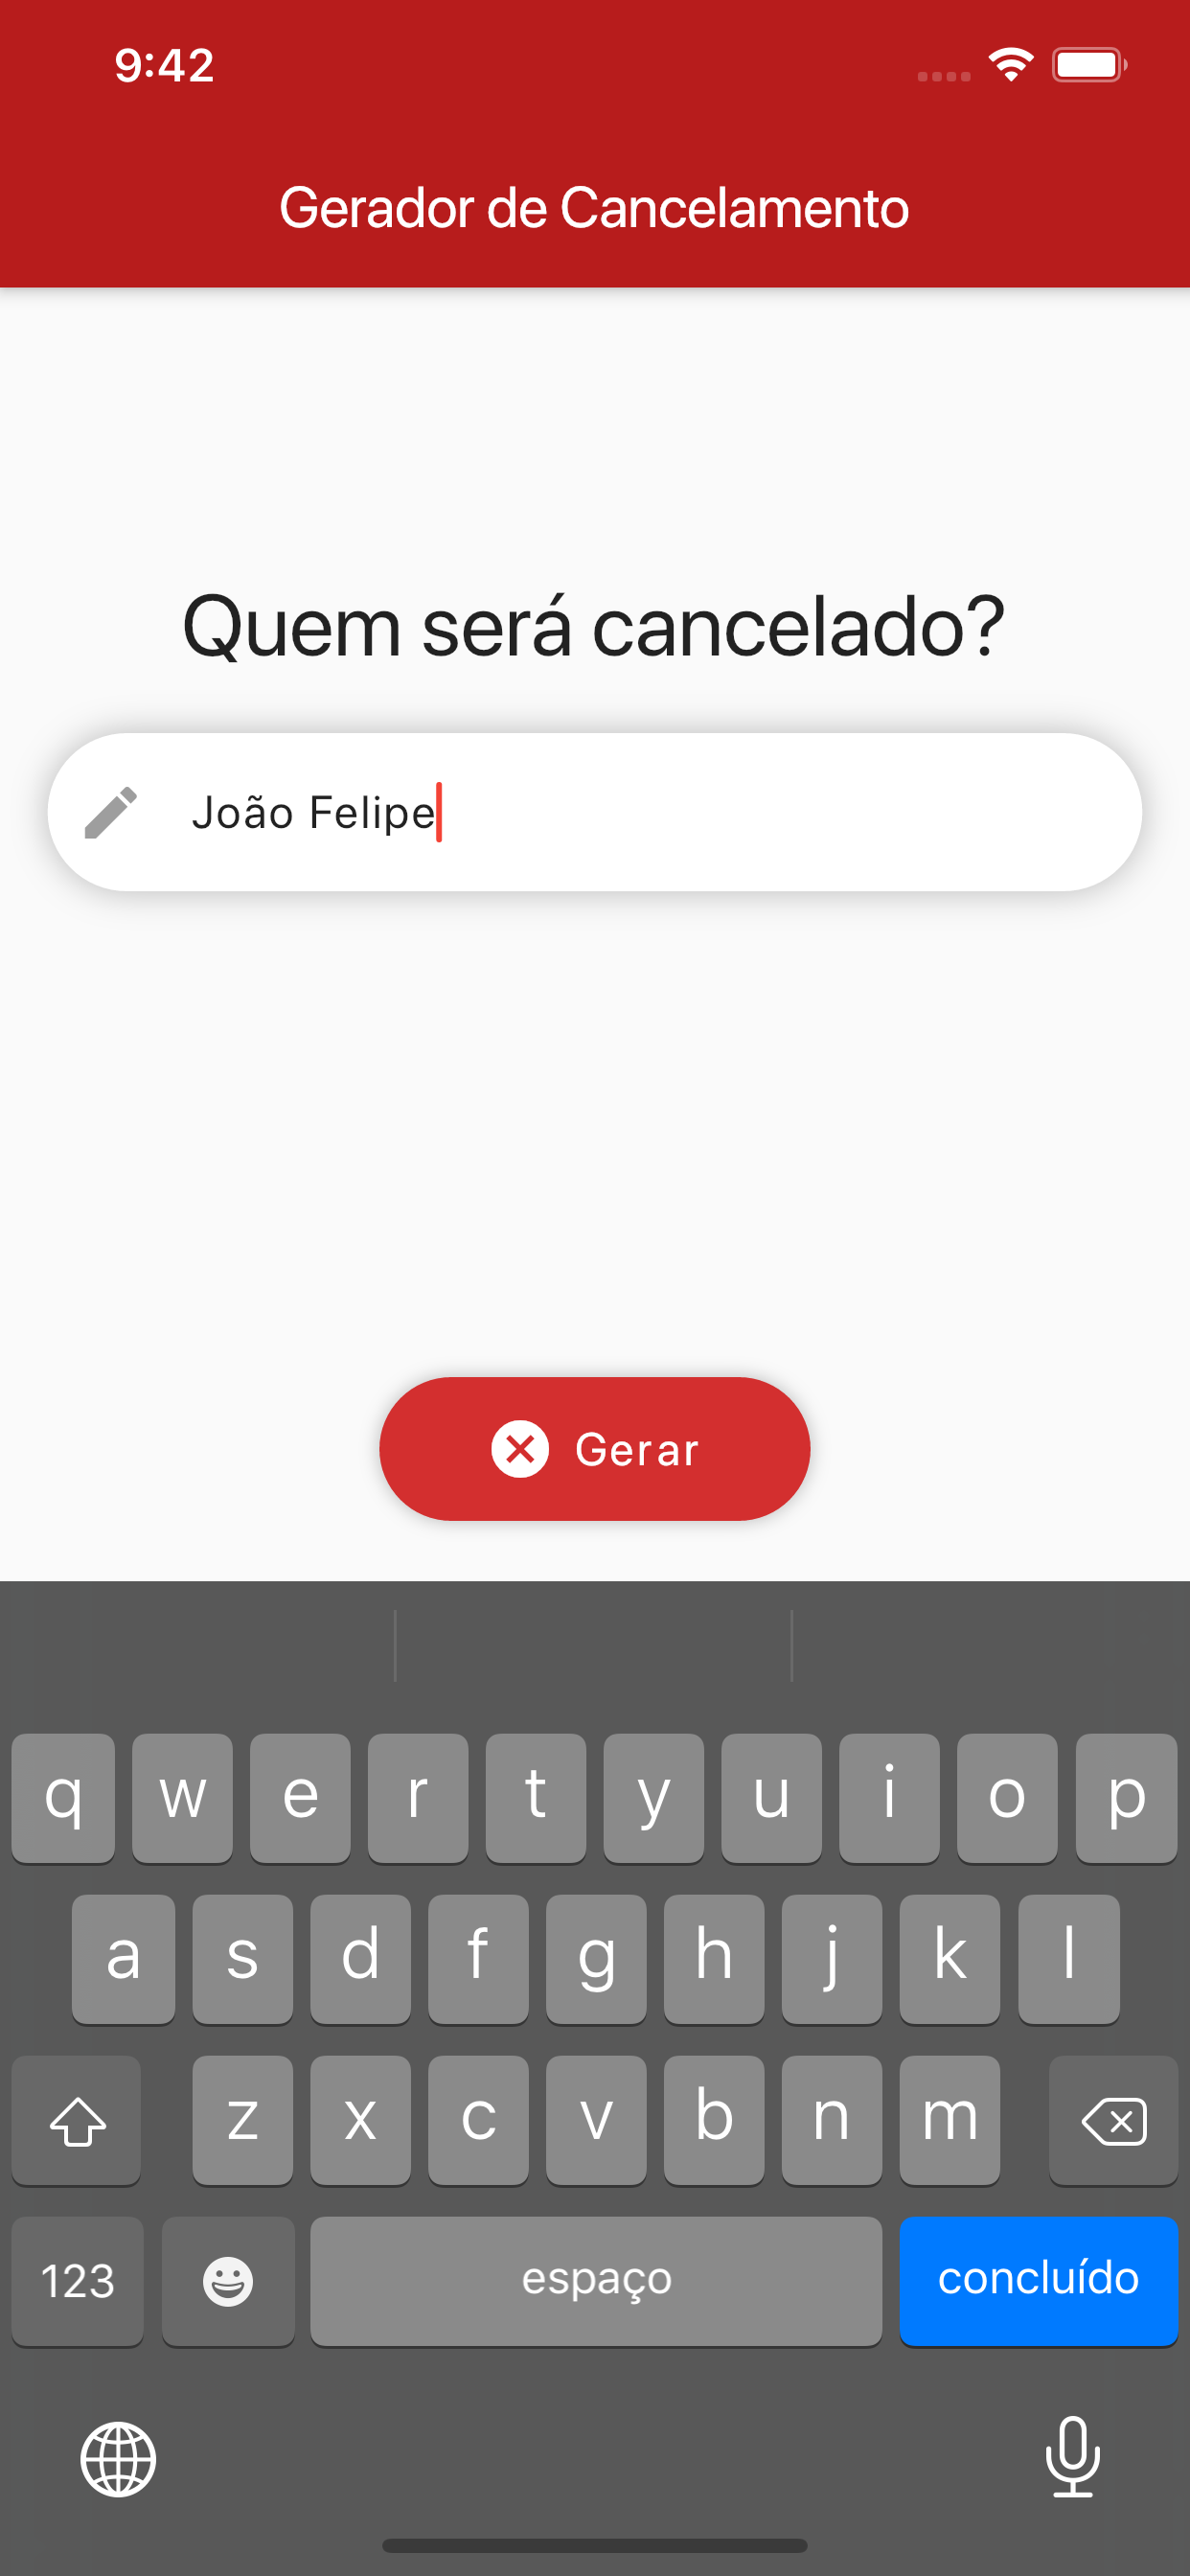 9:42
Gerador de Cancelamento
Quem será cancelado?
João Felipe
Gerar
q w e r t y u i o p
a s d f g h j k l
z x c v b n m
123 espaço concluído